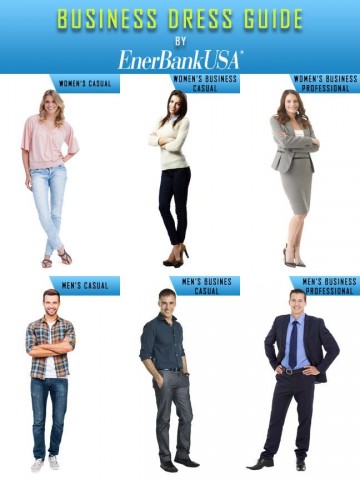 BUSINESS DRESS GUIDE
BY
EnerBankUSA®
WOMEN'S CASUAL
WOMEN'S BUSINESS
CASUAL
WOMEN'S BUSINESS
PROFESSIONAL
MEN'S CASUAL
MEN'S BUSINES
CASUAL
MEN'S BUSINESS
PROFESSIONAL